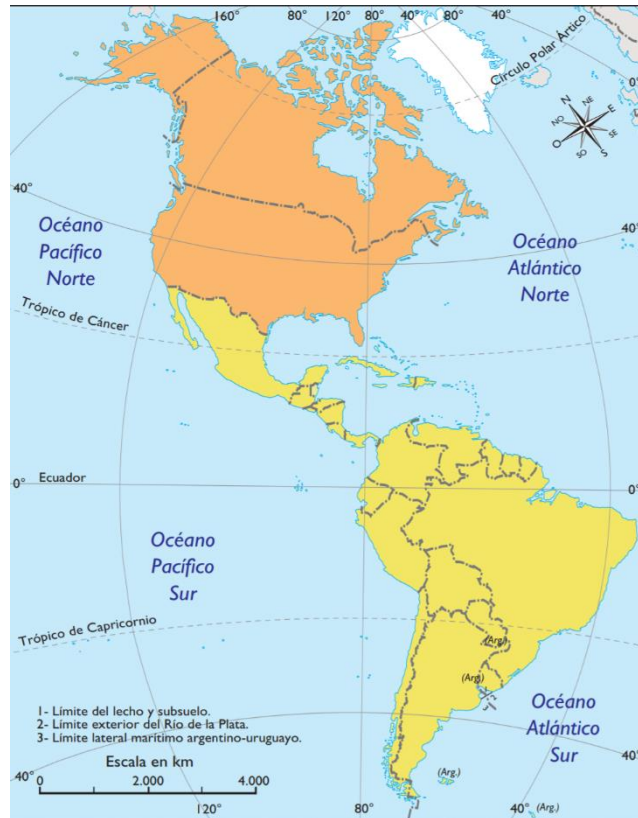 160°
80°
120°
80°
40°
40°
0°
Círculo Polar Ártico
0°
N
NE
E
NO
SE
O
SO
S
40°
40°
Océano
Pacífico
Norte
Océano
Atlántico
Norte
Trópico de Cáncer
0°
Ecuador
0°
Océano
Pacífico
Sur
Trópico de Capricornio
(Arg.)
(Arg.)
Océano
Atlántico
Sur
1- Límite del lecho y subsuelo.
2- Límite exterior del Río de la Plata.
3- Límite lateral marítimo argentino-uruguayo.
Escala en km
0
2.000
4.000
40°
40°
(Arg.)
120°
80°
40°
(Arg.)